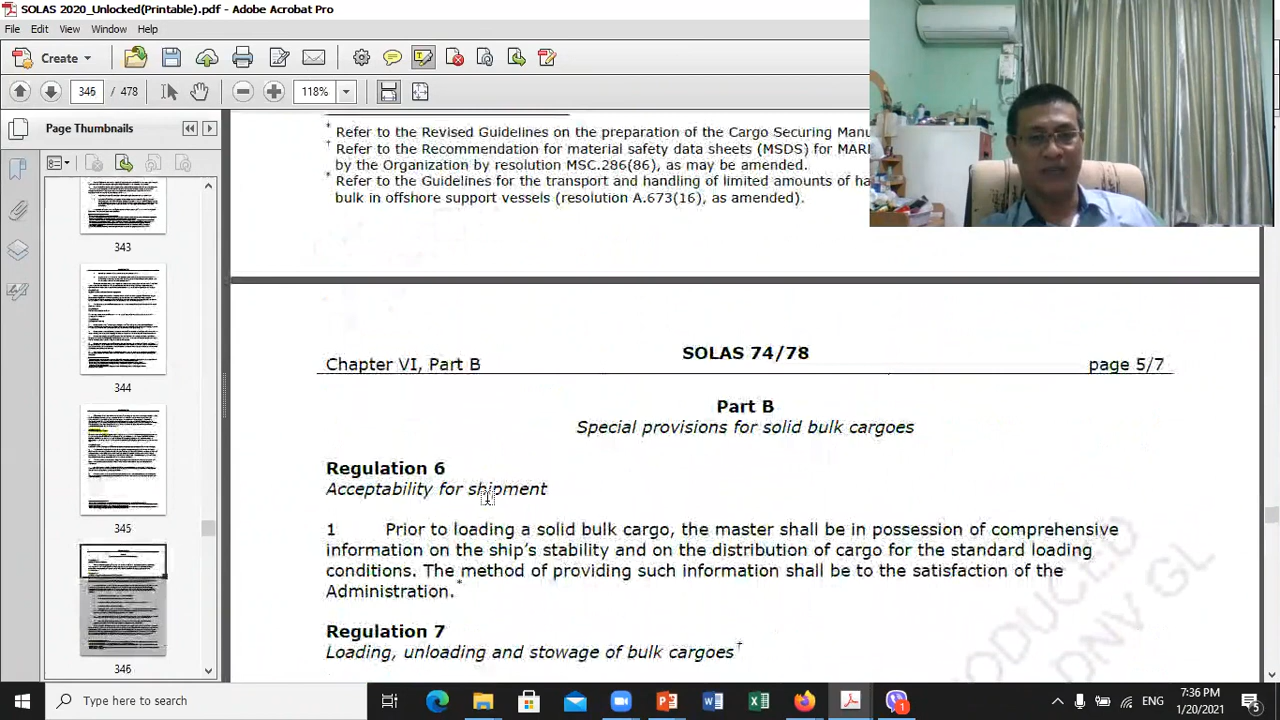 SOLAS 2020_Unlocked(Printable).pdf - Adobe Acrobat Pro
File Edit View Window Help
Create
346 / 478 118%
Page Thumbnails
343
344
345
346
* Refer to the Revised Guidelines on the preparation of the Cargo Securing Manu
† Refer to the Recommendation for material safety data sheets (MSDS) for MAR
by the Organization by resolution MSC.286(86), as may be amended.
* Refer to the Guidelines for the transport and handling of limited amounts of ha
bulk in offshore support vessels (resolution A.673(16), as amended).
SOLAS 74/78
Chapter VI, Part B page 5/7
Part B
Special provisions for solid bulk cargoes
Regulation 6
Acceptability for shipment
1 Prior to loading a solid bulk cargo, the master shall be in possession of comprehensive
information on the ship's stability and on the distribution of cargo for the standard loading
conditions. The method of providing such information shall be to the satisfaction of the
Administration.*
Regulation 7
Loading, unloading and stowage of bulk cargoes†
DNV GL
Type here to search
1
ENG
7:36 PM
1/20/2021
5